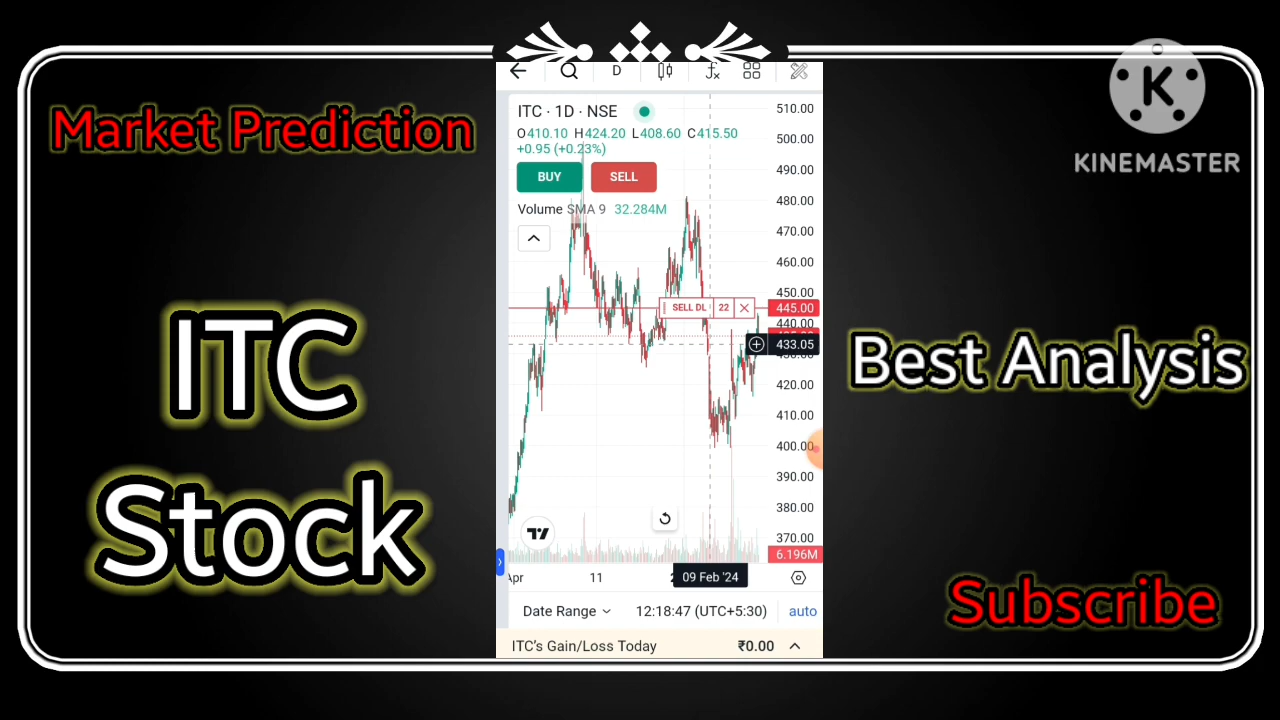 Market Prediction
ITC
Stock
D
ITC · 1D · NSE
O410.10 H424.20 L408.60 C415.50
+0.95 (+0.23%)
BUY SELL
Volume SMA 9 32.284M
SELL DL 22
510.00
500.00
490.00
480.00
470.00
460.00
450.00
445.00
440.00
433.05
420.00
410.00
400.00
390.00
380.00
370.00
6.196M
Apr 11 09 Feb '24
Date Range 12:18:47 (UTC+5:30) auto
ITC's Gain/Loss Today ₹0.00
K
KINEMASTER
Best Analysis
Subscribe